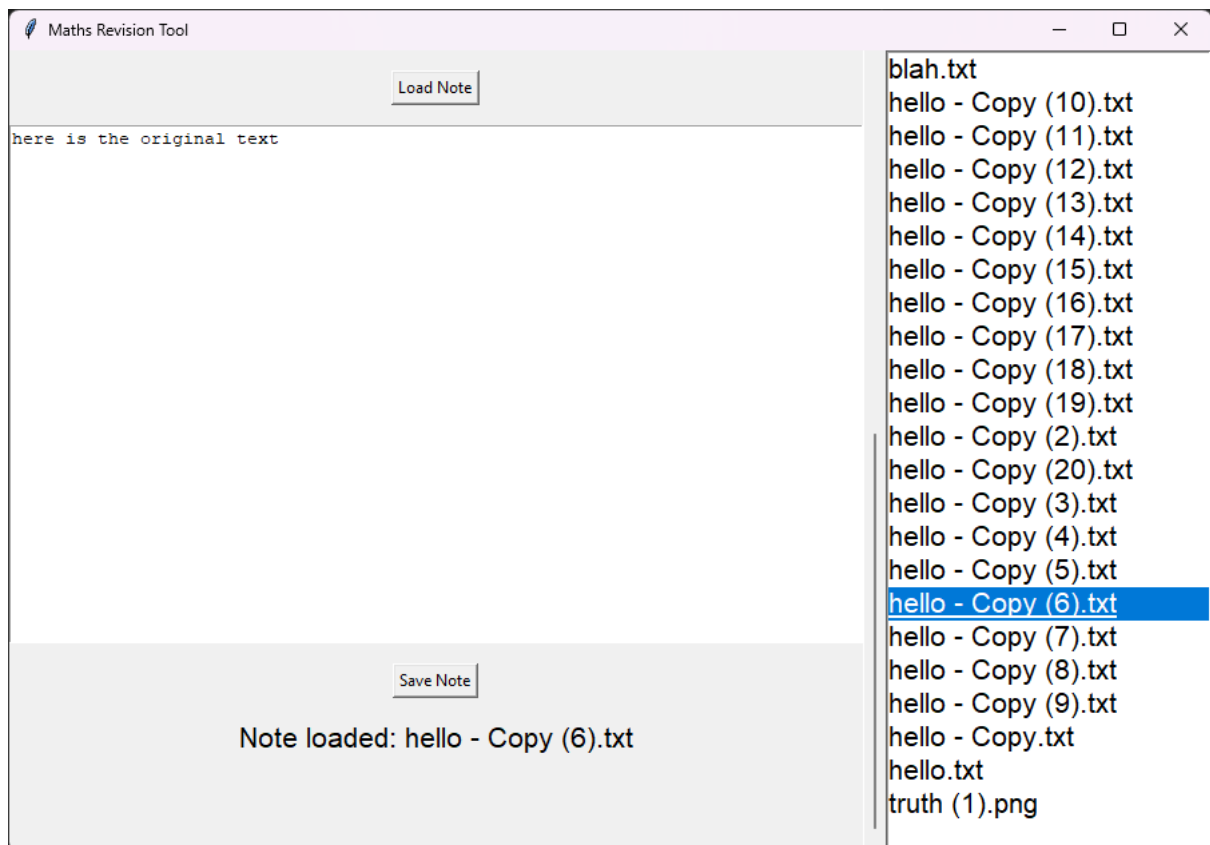 Maths Revision Tool
Load Note
here is the original text
Save Note
Note loaded: hello - Copy (6).txt
blah.txt
hello - Copy (10).txt
hello - Copy (11).txt
hello - Copy (12).txt
hello - Copy (13).txt
hello - Copy (14).txt
hello - Copy (15).txt
hello - Copy (16).txt
hello - Copy (17).txt
hello - Copy (18).txt
hello - Copy (19).txt
hello - Copy (2).txt
hello - Copy (20).txt
hello - Copy (3).txt
hello - Copy (4).txt
hello - Copy (5).txt
hello - Copy (6).txt
hello - Copy (7).txt
hello - Copy (8).txt
hello - Copy (9).txt
hello - Copy.txt
hello.txt
truth (1).png